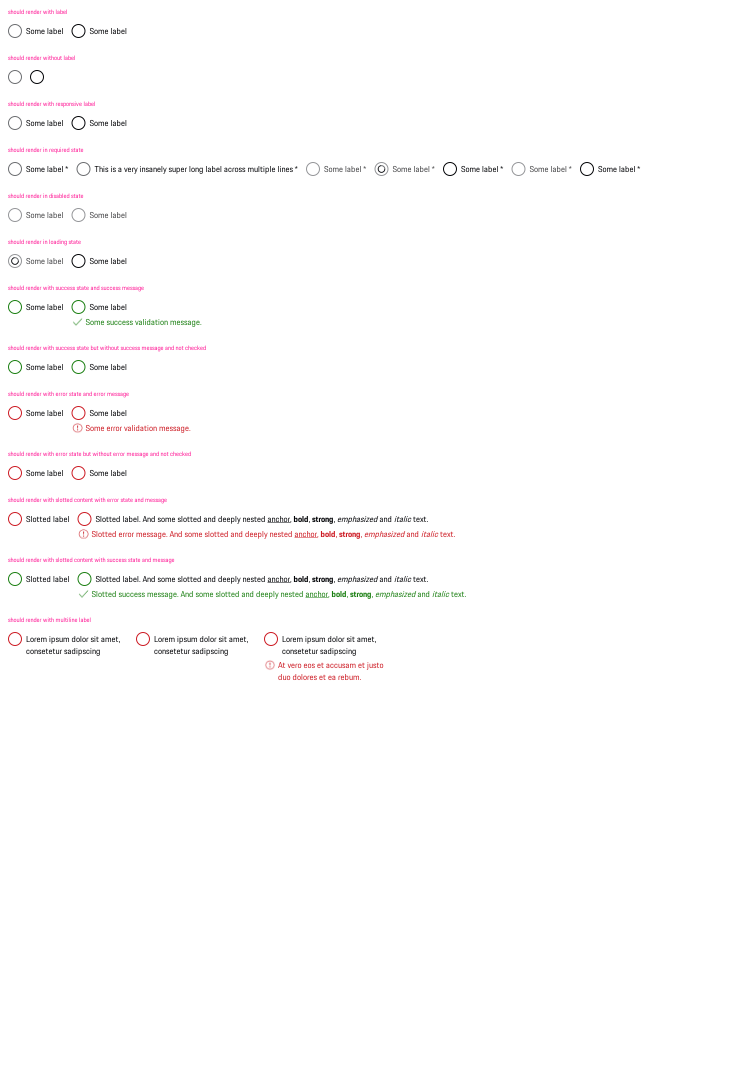 should render with label
Some label Some label
should render without label
should render with responsive label
Some label Some label
should render in required state
Some label * This is a very insanely super long label across multiple lines * Some label * Some label * Some label * Some label * Some label *
should render in disabled state
Some label Some label
should render in loading state
Some label Some label
should render with success state and success message
Some label Some label
Some success validation message.
should render with success state but without success message and not checked
Some label Some label
should render with error state and error message
Some label Some label
Some error validation message.
should render with error state but without error message and not checked
Some label Some label
should render with slotted content with error state and message
Slotted label Slotted label. And some slotted and deeply nested anchor, bold, strong, emphasized and italic text.
Slotted error message. And some slotted and deeply nested anchor, bold, strong, emphasized and italic text.
should render with slotted content with success state and message
Slotted label Slotted label. And some slotted and deeply nested anchor, bold, strong, emphasized and italic text.
Slotted success message. And some slotted and deeply nested anchor, bold, strong, emphasized and italic text.
should render with multiline label
Lorem ipsum dolor sit amet, Lorem ipsum dolor sit amet, Lorem ipsum dolor sit amet,
consetetur sadipscing consetetur sadipscing consetetur sadipscing
At vero eos et accusam et justo
duo dolores et ea rebum.